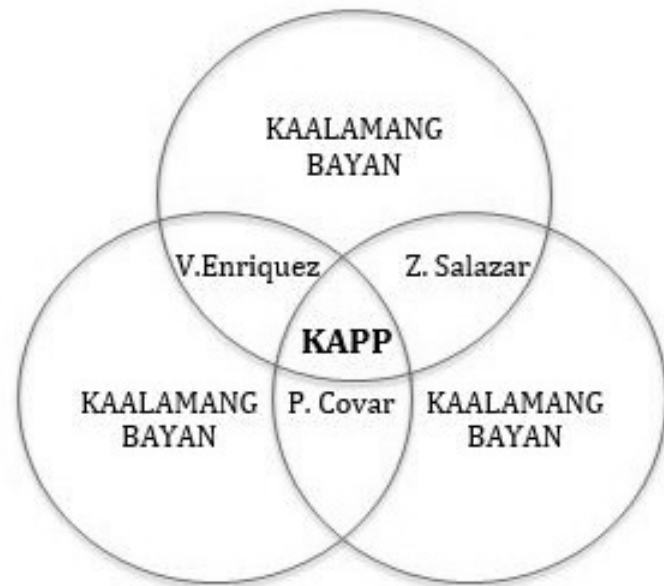 KAALAMANG
BAYAN
V.Enriquez
Z. Salazar
KAPP
KAALAMANG
BAYAN
P. Covar
KAALAMANG
BAYAN